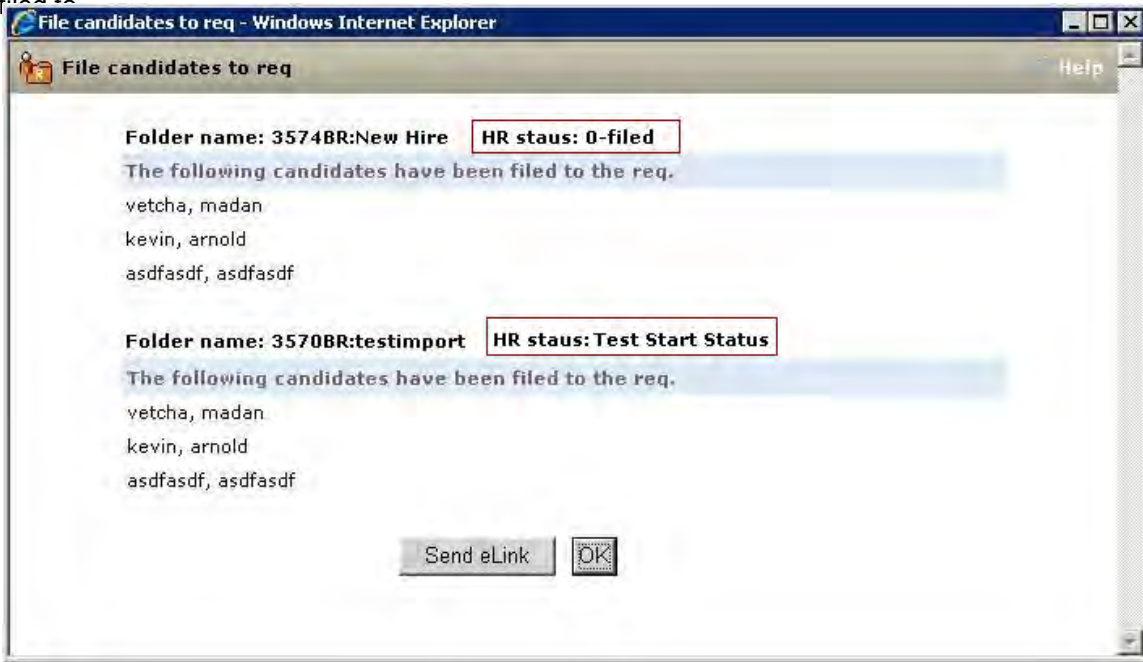 File candidates to req - Windows Internet Explorer
File candidates to req Help
Folder name: 3574BR:New Hire HR staus: 0-filed
The following candidates have been filed to the req.
vetcha, madan
kevin, arnold
asdfasdf, asdfasdf
Folder name: 3570BR:testimport HR staus: Test Start Status
The following candidates have been filed to the req.
vetcha, madan
kevin, arnold
asdfasdf, asdfasdf
Send eLink OK